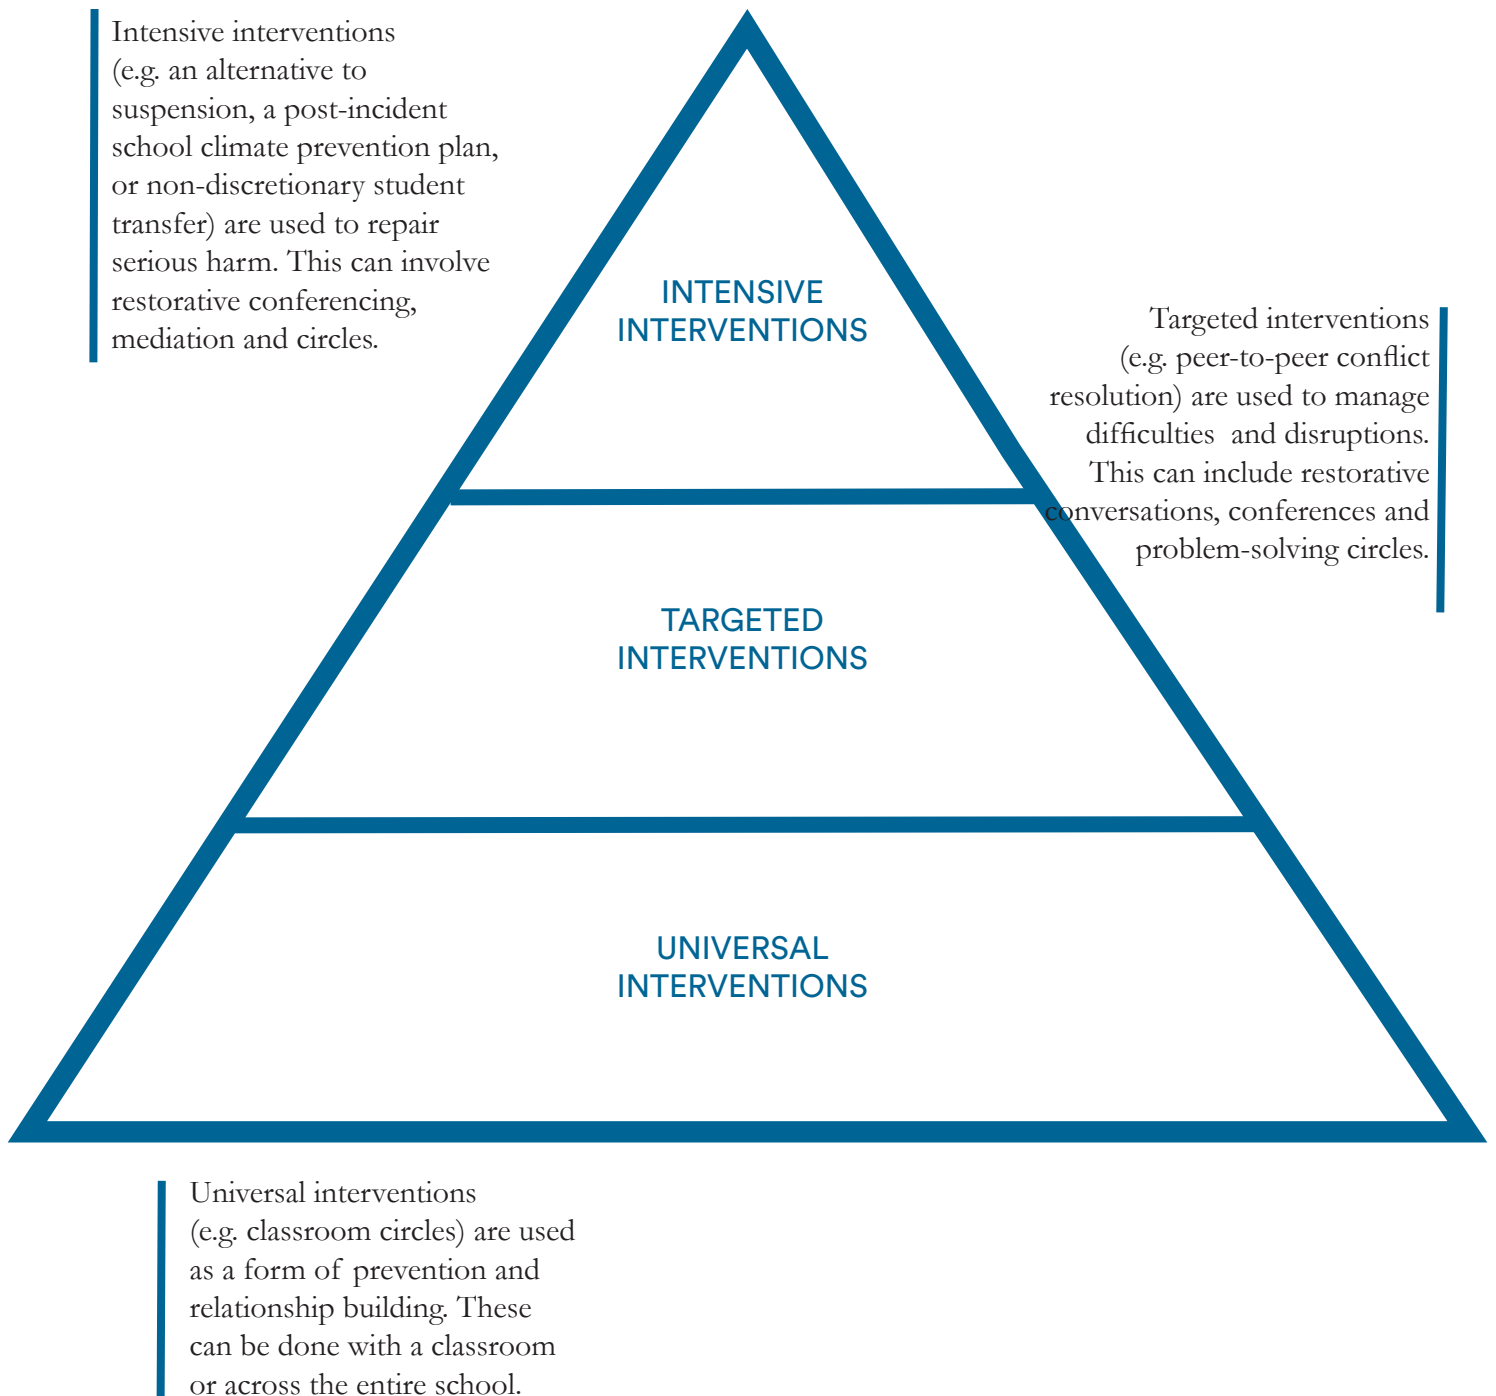 Intensive interventions
(e.g. an alternative to
suspension, a post-incident
school climate prevention plan,
or non-discretionary student
transfer) are used to repair
serious harm. This can involve
restorative conferencing,
mediation and circles.
INTENSIVE
INTERVENTIONS
Targeted interventions
(e.g. peer-to-peer conflict
resolution) are used to manage
difficulties and disruptions.
This can include restorative
conversations, conferences and
problem-solving circles.
TARGETED
INTERVENTIONS
UNIVERSAL
INTERVENTIONS
Universal interventions
(e.g. classroom circles) are used
as a form of prevention and
relationship building. These
can be done with a classroom
or across the entire school.